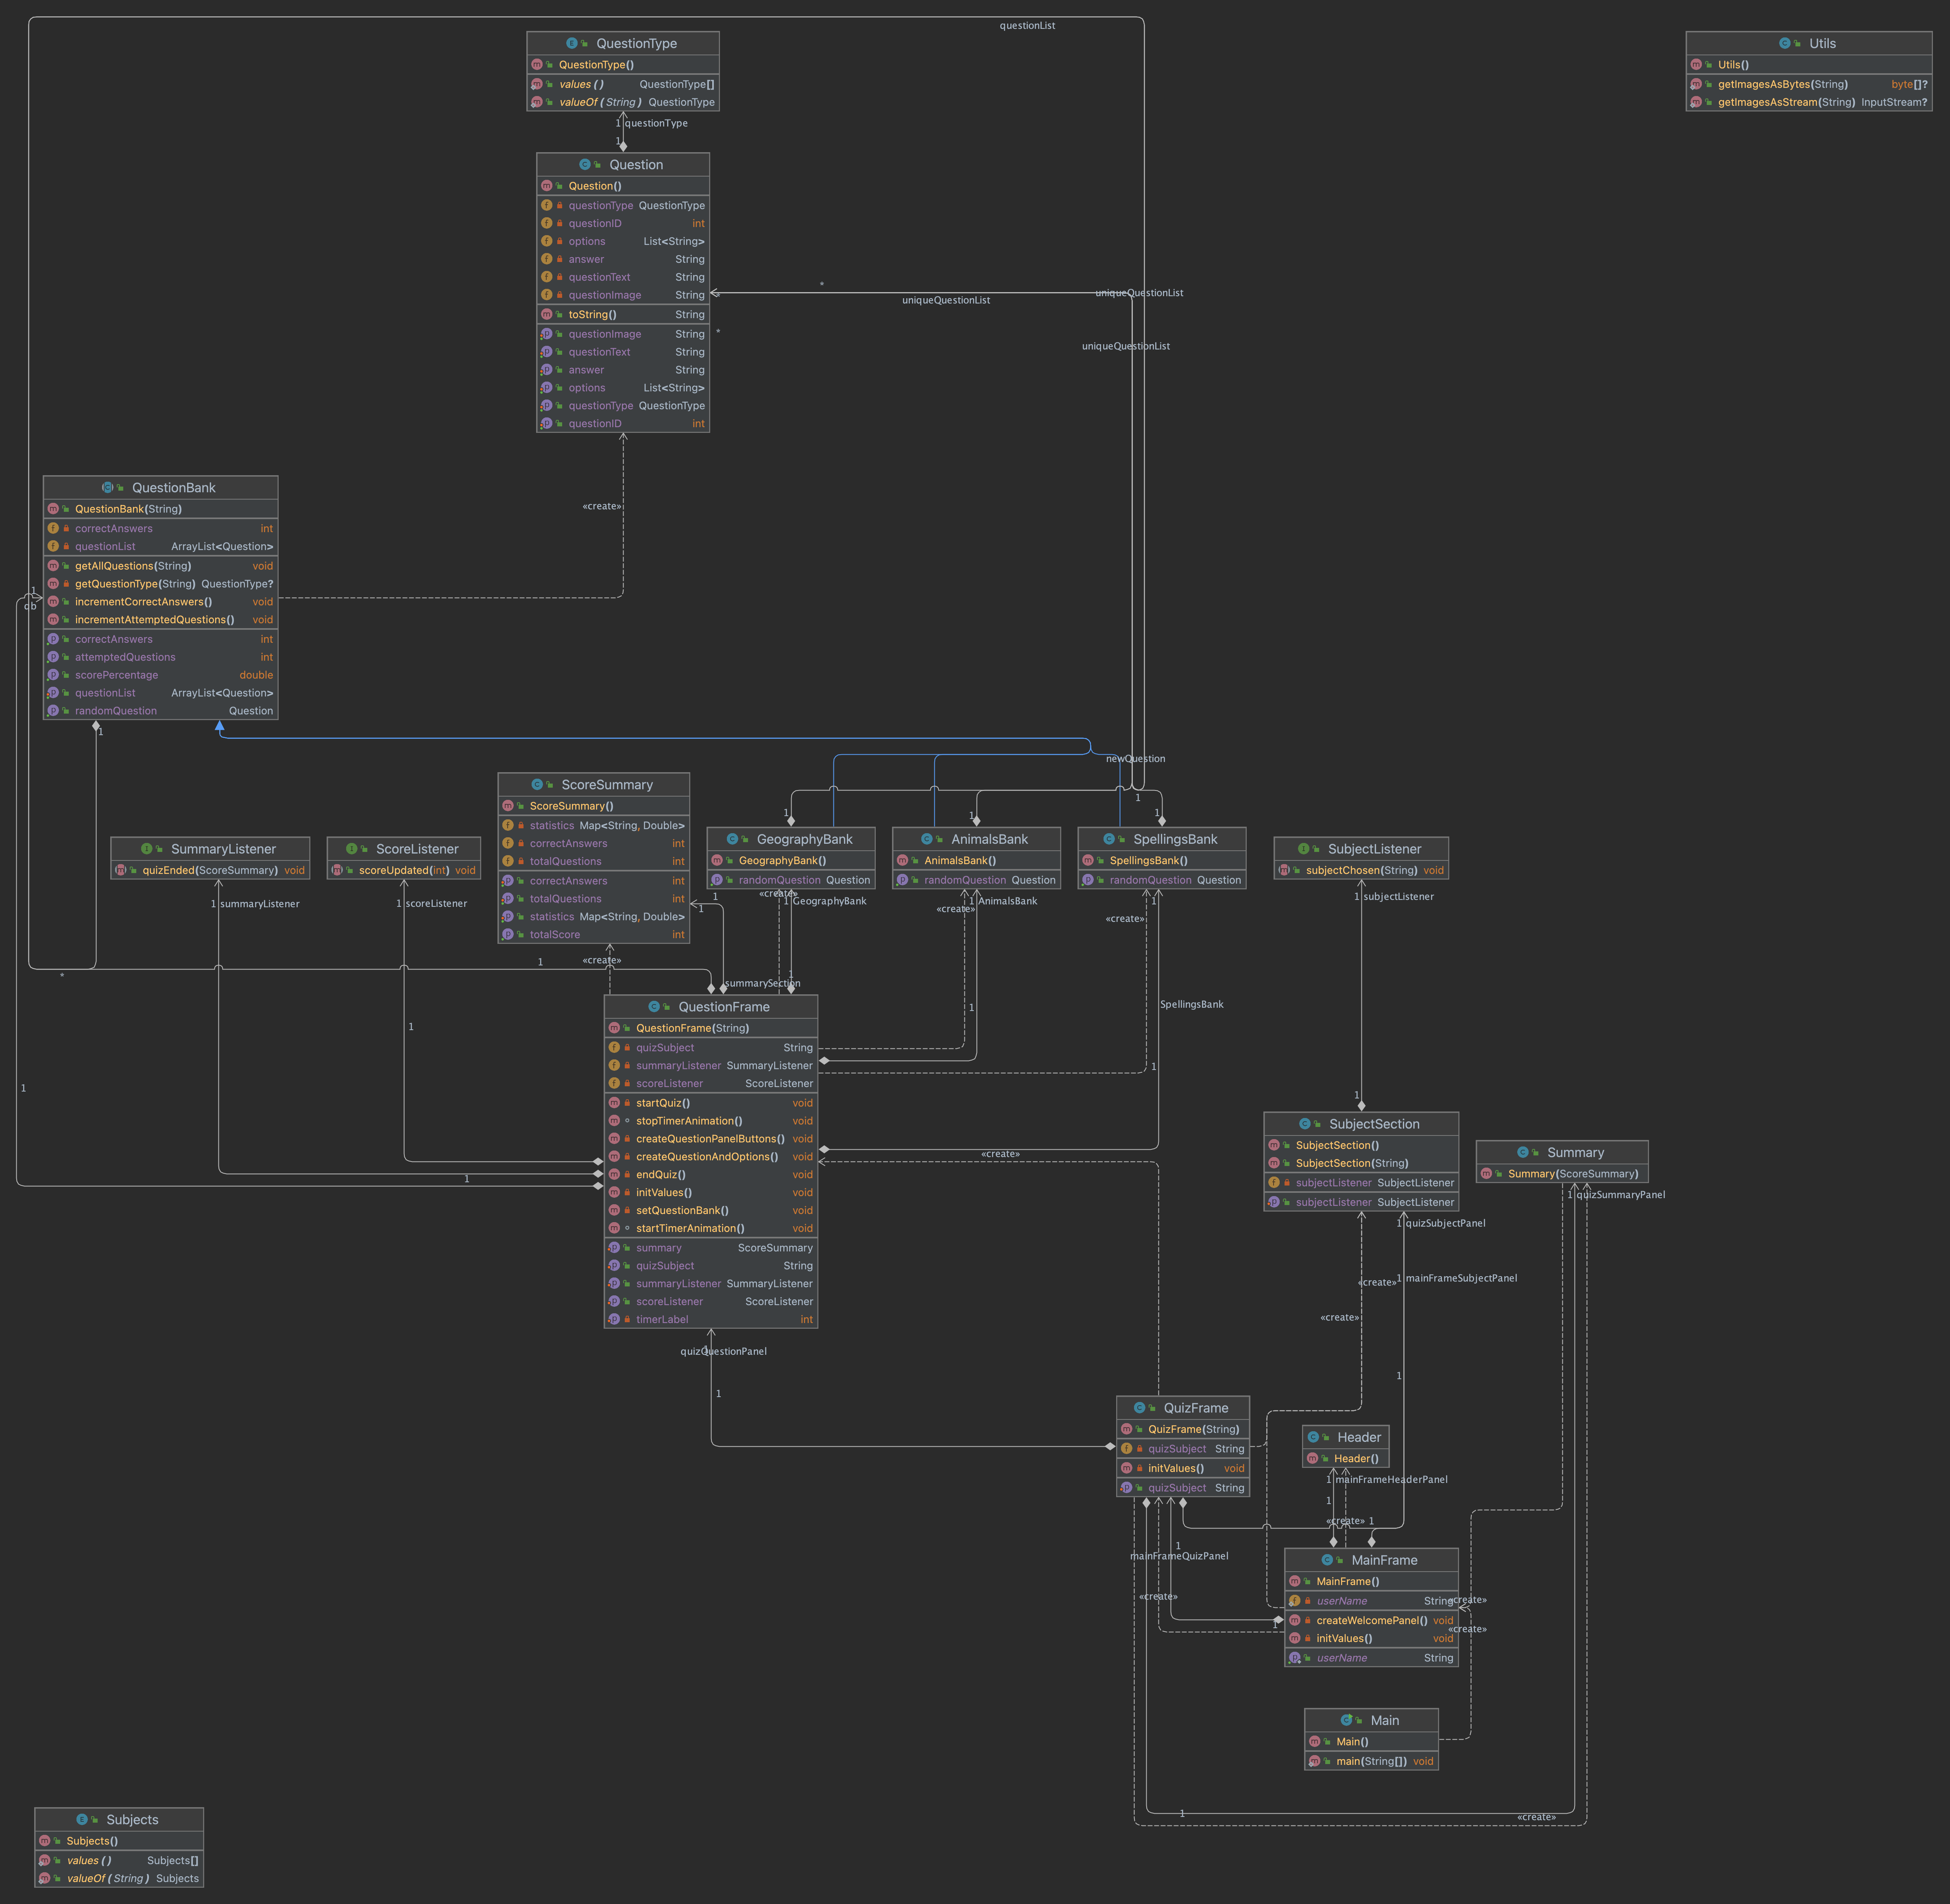 questionList
QuestionType
QuestionType()
values () QuestionType[]
valueOf ( String ) QuestionType
1 questionType
1
Utils
Utils()
getImagesAsBytes(String) byte[]?
getImagesAsStream(String) InputStream?
Question
Question()
questionType QuestionType
questionID int
options List<String>
answer String
questionText String
questionImage String
toString() String
questionImage String
questionText String
answer String
options List<String>
questionType QuestionType
questionID int
*
*
*
uniqueQuestionList
uniqueQuestionList
uniqueQuestionList
«create»
QuestionBank
QuestionBank(String)
correctAnswers int
questionList ArrayList<Question>
getAllQuestions(String) void
getQuestionType(String) QuestionType?
incrementCorrectAnswers() void
incrementAttemptedQuestions() void
correctAnswers int
attemptedQuestions int
scorePercentage double
questionList ArrayList<Question>
randomQuestion Question
1
qb
1
newQuestion
1
ScoreSummary
ScoreSummary()
statistics Map<String, Double>
correctAnswers int
totalQuestions int
correctAnswers int
totalQuestions int
statistics Map<String, Double>
totalScore int
1
GeographyBank
GeographyBank()
randomQuestion Question
1
AnimalsBank
AnimalsBank()
randomQuestion Question
1
SpellingsBank
SpellingsBank()
randomQuestion Question
SummaryListener
quizEnded(ScoreSummary) void
1 summaryListener
ScoreListener
scoreUpdated(int) void
1 scoreListener
SubjectListener
subjectChosen(String) void
1 subjectListener
1
1
1
«create»
1 GeographyBank
«create»
1 AnimalsBank
«create»
1
*
1
«create»
summarySection
1
1
SpellingsBank
1
1
1
1
QuestionFrame
QuestionFrame(String)
quizSubject String
summaryListener SummaryListener
scoreListener ScoreListener
startQuiz() void
stopTimerAnimation() void
createQuestionPanelButtons() void
createQuestionAndOptions() void
endQuiz() void
initValues() void
setQuestionBank() void
startTimerAnimation() void
summary ScoreSummary
quizSubject String
summaryListener SummaryListener
scoreListener ScoreListener
timerLabel int
1
«create»
SubjectSection
SubjectSection()
SubjectSection(String)
subjectListener SubjectListener
subjectListener SubjectListener
Summary
Summary(ScoreSummary)
1 quizSummaryPanel
1 quizSubjectPanel
«create»
1 mainFrameSubjectPanel
«create»
1
quizQuestionPanel
1
1
QuizFrame
QuizFrame(String)
quizSubject String
initValues() void
quizSubject String
Header
Header()
1 mainFrameHeaderPanel
1
«create»
1
1
mainFrameQuizPanel
«create»
1
MainFrame
MainFrame()
userName String
createWelcomePanel() void
initValues() void
userName String
«create»
«create»
Main
Main()
main(String[]) void
1
«create»
Subjects
Subjects()
values () Subjects[]
valueOf ( String ) Subjects